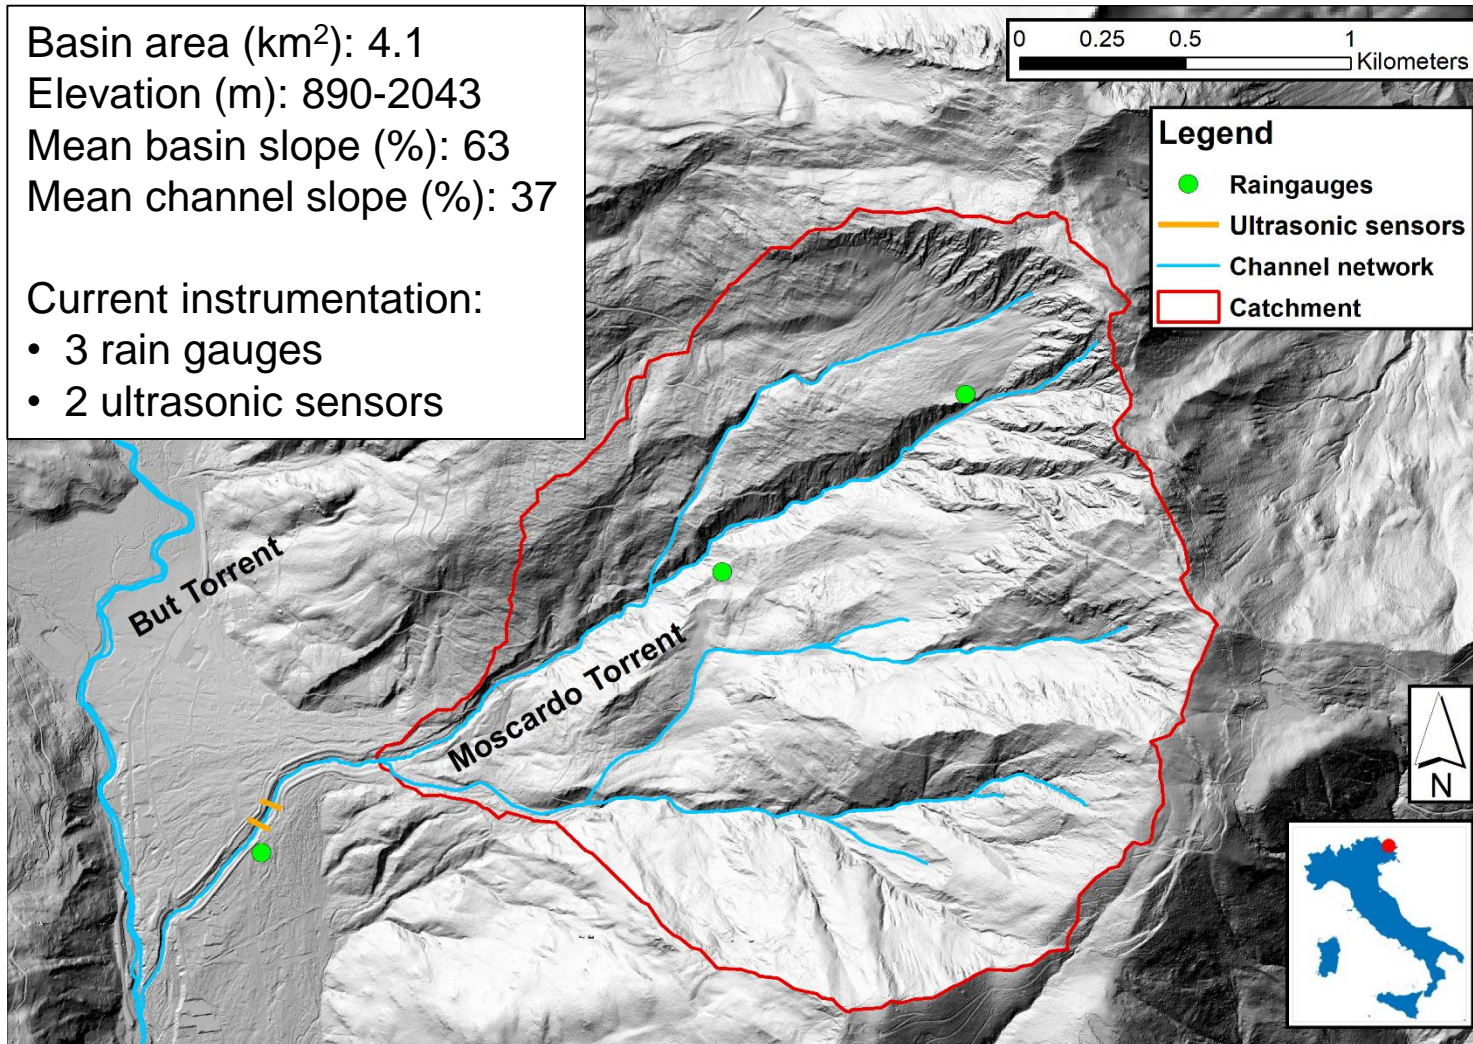 Basin area (km²): 4.1
Elevation (m): 890-2043
Mean basin slope (%): 63
Mean channel slope (%): 37
Current instrumentation:
• 3 rain gauges
• 2 ultrasonic sensors
0 0.25 0.5 1
Kilometers
Legend
Raingauges
Ultrasonic sensors
Channel network
Catchment
But Torrent
Moscardo Torrent
N